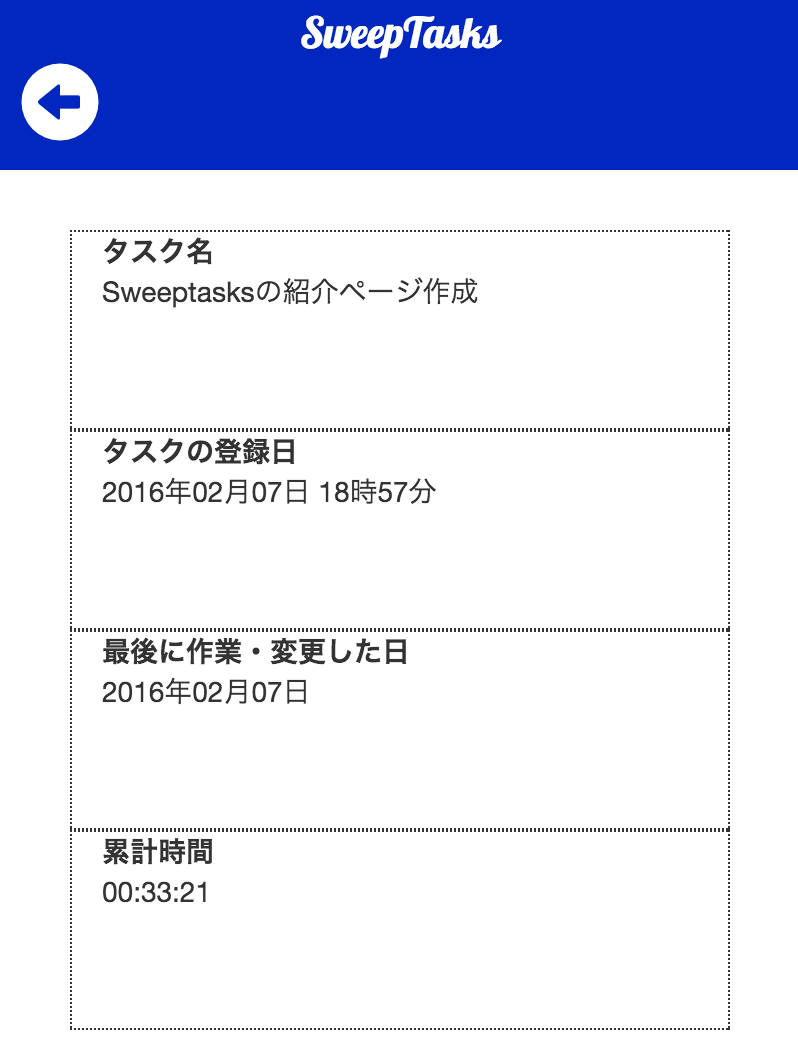 SweepTasks
タスク名
Sweeptasksの紹介ページ作成
タスクの登録日
2016年02月07日 18時57分
最後に作業・変更した日
2016年02月07日
累計時間
00:33:21